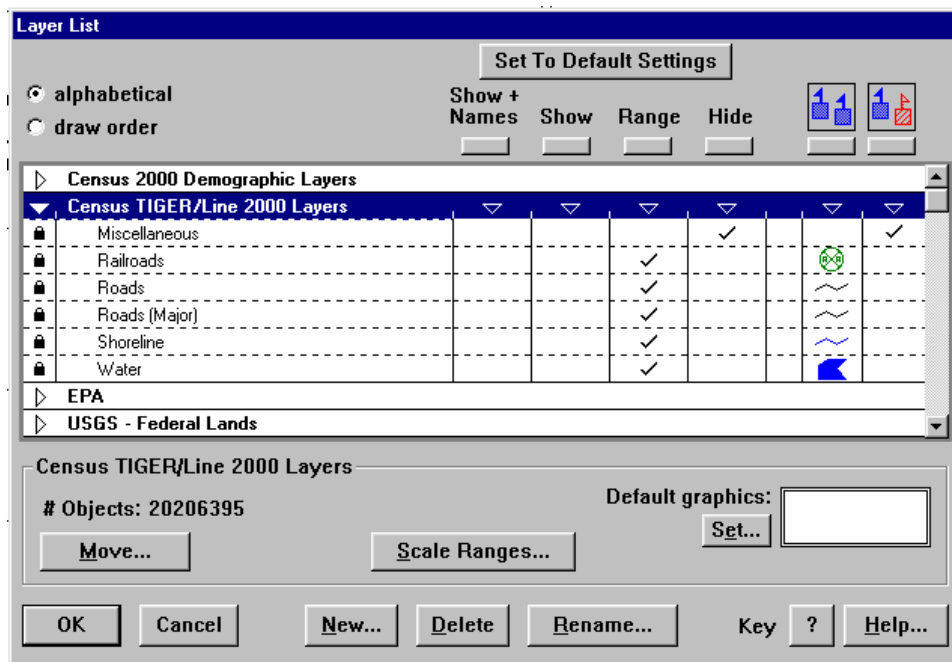 Layer List
Set To Default Settings
alphabetical
draw order
Show +
Names
Show
Range
Hide
Census 2000 Demographic Layers
Census TIGER/Line 2000 Layers
Miscellaneous
Railroads
Roads
Roads (Major)
Shoreline
Water
EPA
USGS - Federal Lands
Census TIGER/Line 2000 Layers
# Objects: 20206395
Default graphics:
Set...
Move...
Scale Ranges...
OK
Cancel
New...
Delete
Rename...
Key
?
Help...